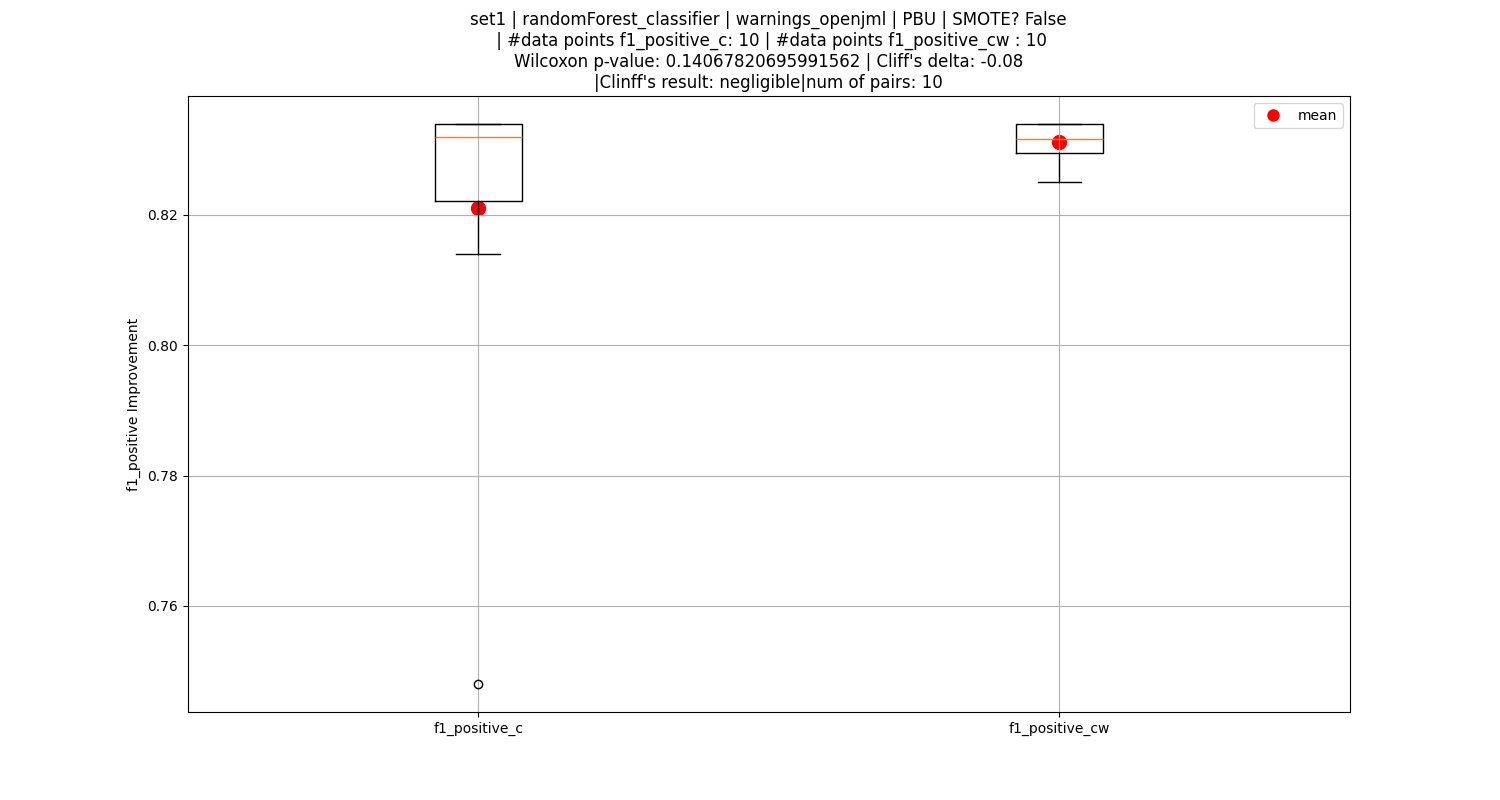 set1 | randomForest_classifier | warnings_openjml | PBU | SMOTE? False
| #data points f1_positive_c: 10 | #data points f1_positive_cw : 10
Wilcoxon p-value: 0.14067820695991562 | Cliff's delta: -0.08
|Clinff's result: negligible|num of pairs: 10
mean
f1_positive Improvement
0.82
0.80
0.78
0.76
f1_positive_c
f1_positive_cw